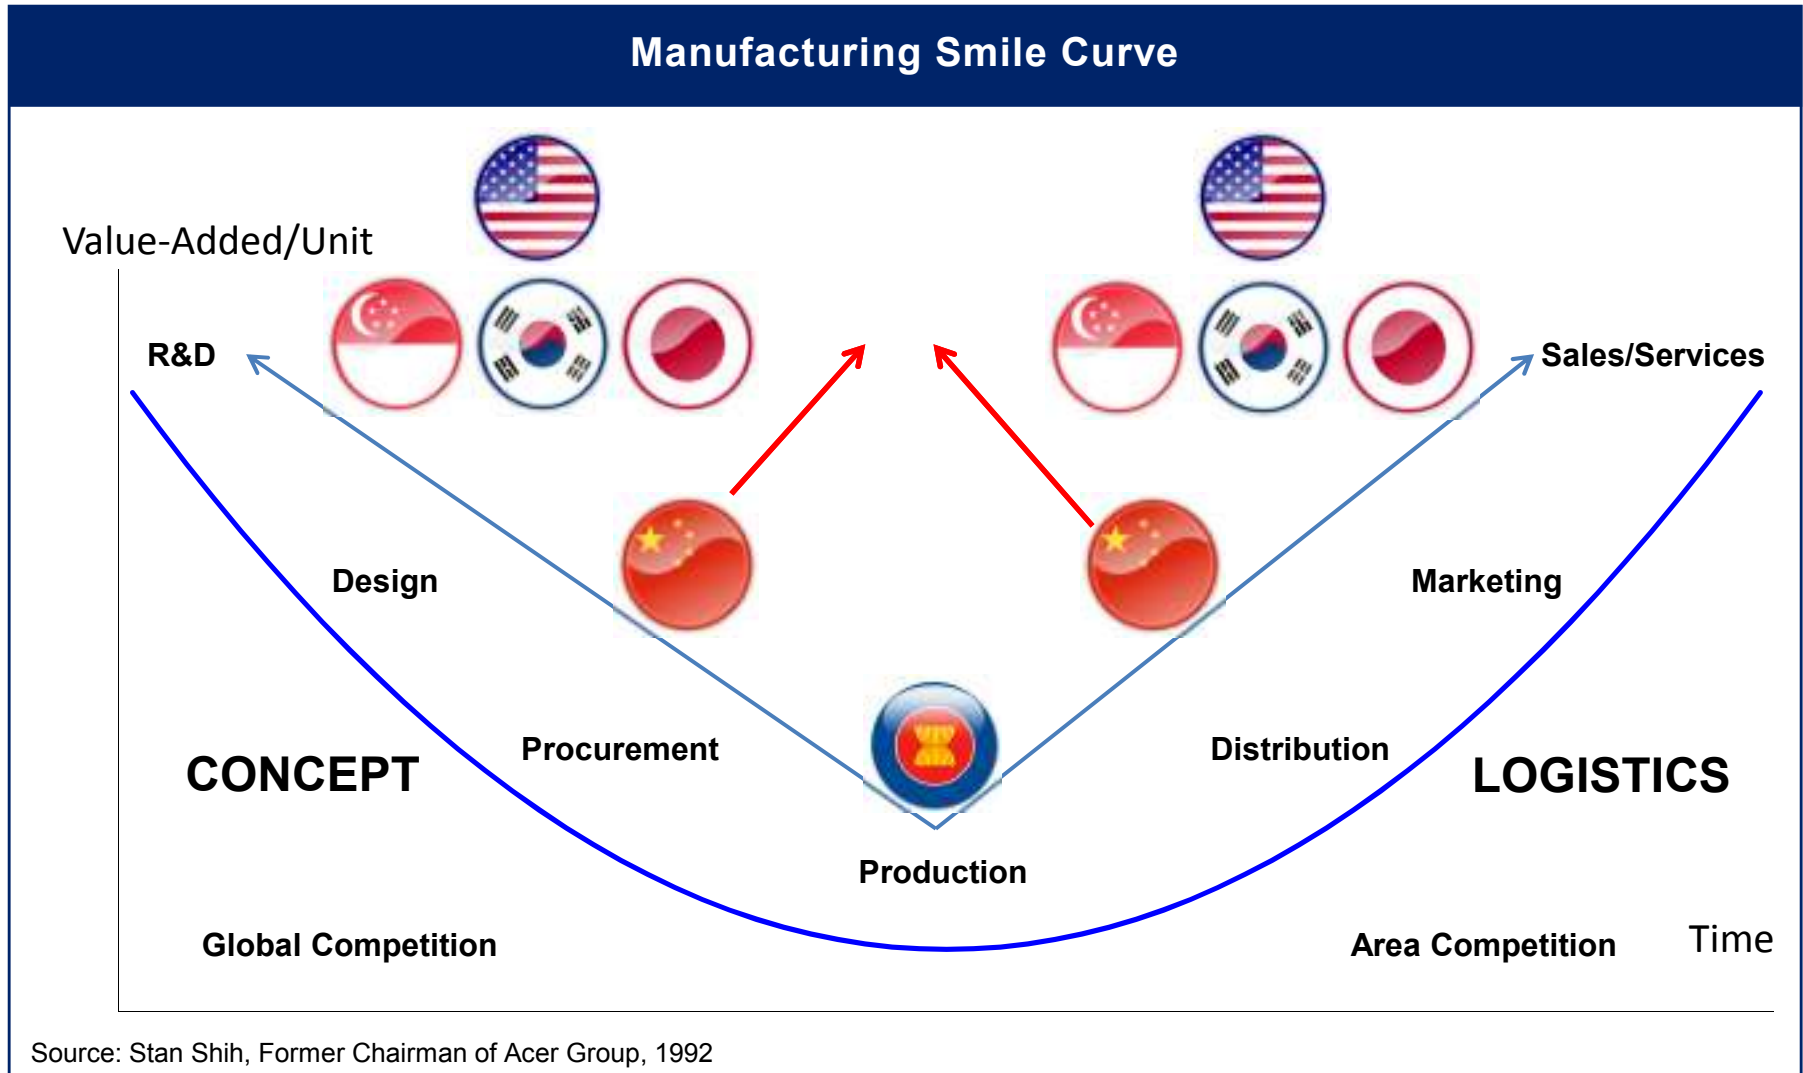 Manufacturing Smile Curve
Value-Added/Unit
R&D
Sales/Services
Design
Marketing
Procurement
Distribution
CONCEPT
LOGISTICS
Production
Global Competition
Area Competition
Time
Source: Stan Shih, Former Chairman of Acer Group, 1992